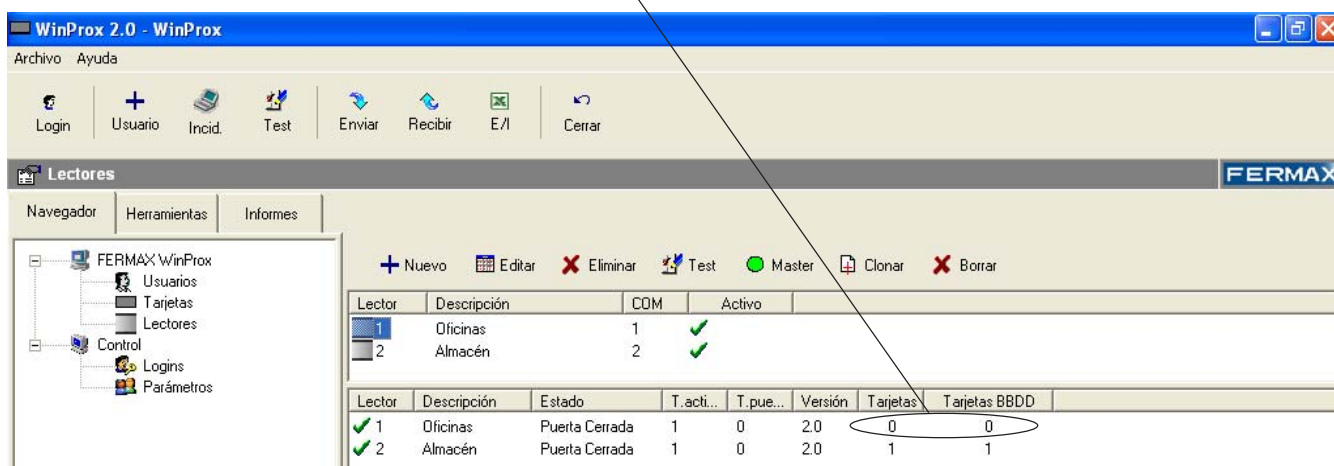 WinProx 2.0 - WinProx
Archivo Ayuda
Login Usuario Incid. Test Enviar Recibir E/I Cerrar
Lectores FERMAX
Navegador Herramientas Informes
FERMAX WinProx
Usuarios
Tarjetas
Lectores
Control
Logins
Parámetros
Nuevo Editar Eliminar Test Master Clonar Borrar
Lector Descripción COM Activo
1 Oficinas 1
2 Almacén 2
Lector Descripción Estado T.acti... T.pue... Versión Tarjetas Tarjetas BBDD
1 Oficinas Puerta Cerrada 1 0 2.0 0 0
2 Almacén Puerta Cerrada 1 0 2.0 1 1